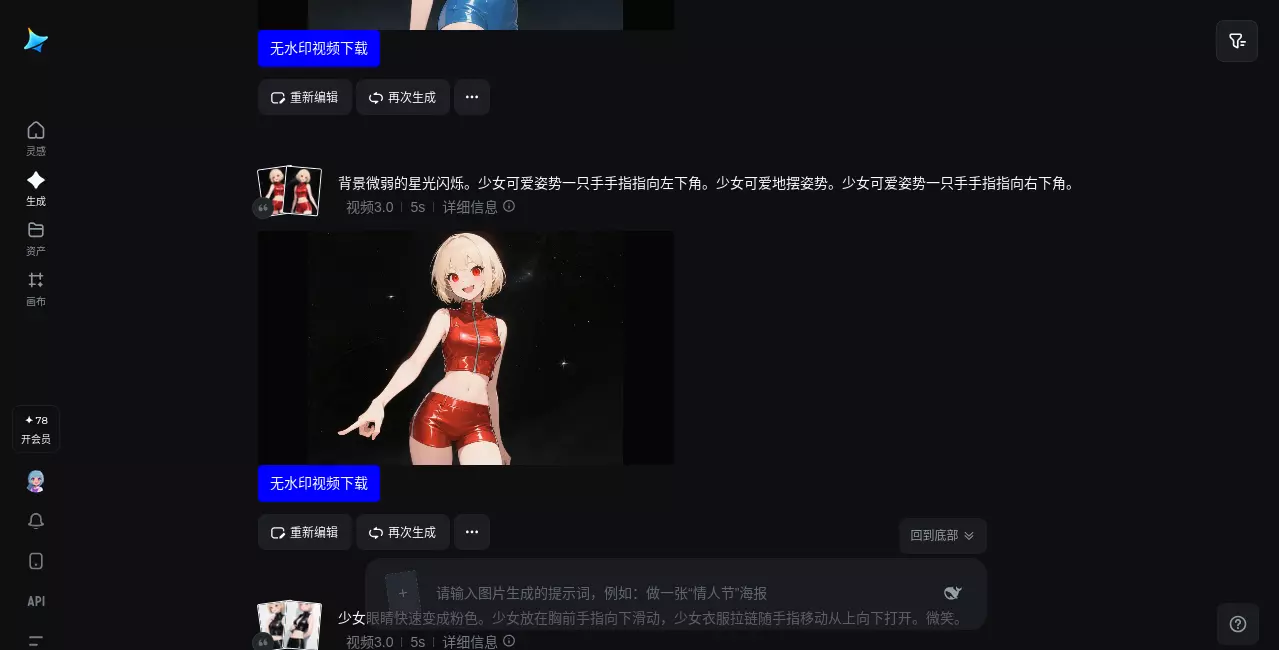 无水印视频下载
重新编辑
再次生成
背景微弱的星光闪烁。少女可爱姿势一只手手指指向左下角。少女可爱地摆姿势。少女可爱姿势一只手手指指向右下角。
视频3.0 5s 详细信息
灵感
生成
资产
画布
78
开会员
API
无水印视频下载
重新编辑
再次生成
回到底部
请输入图片生成的提示词，例如：做一张“情人节”海报
少女眼睛快速变成粉色。少女放在胸前手指向下滑动，少女衣服拉链随手指移动从上向下打开。微笑。
视频3.0 5s 详细信息